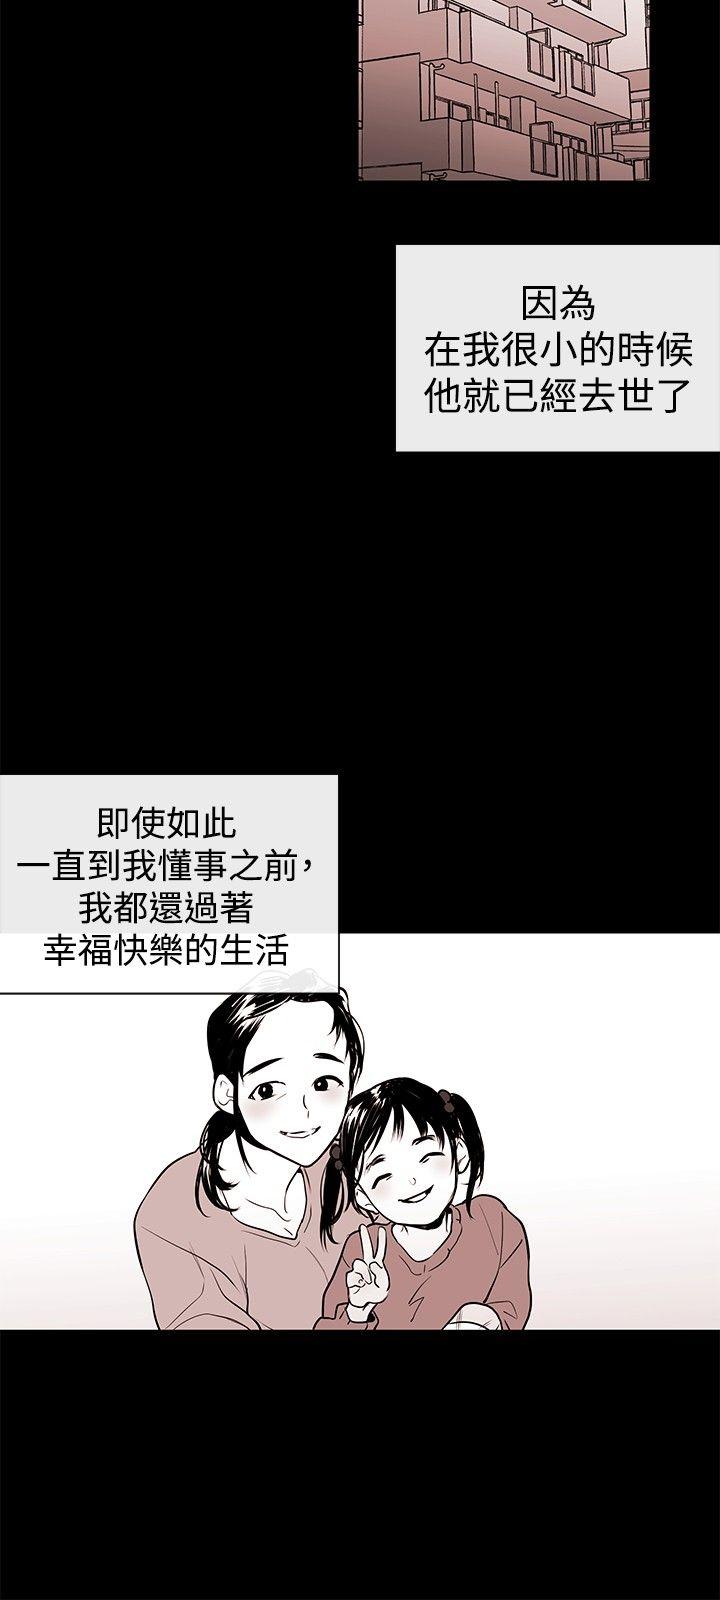 因為
在我很小的時候
他就已經去世了
即使如此
一直到我懂事之前，
我都還過著
幸福快樂的生活